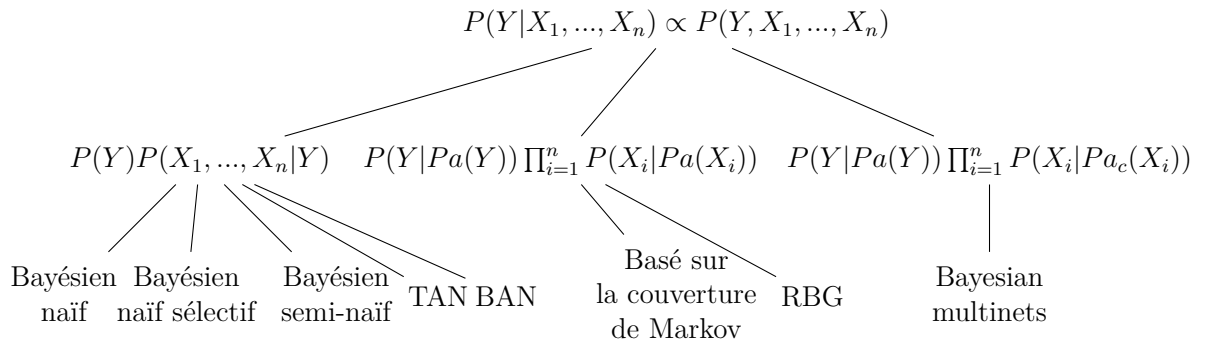 P(Y|X_1, ..., X_n) ∝ P(Y, X_1, ..., X_n)
P(Y)P(X_1, ..., X_n|Y)
P(Y|Pa(Y)) ∏_{i=1}^{n} P(X_i|Pa(X_i))
P(Y|Pa(Y)) ∏_{i=1}^{n} P(X_i|Pa_c(X_i))
Bayésien
naïf
Bayésien
naïf sélectif
Bayésien
semi-naïf
TAN
BAN
Basé sur
la couverture
de Markov
RBG
Bayesian
multinets